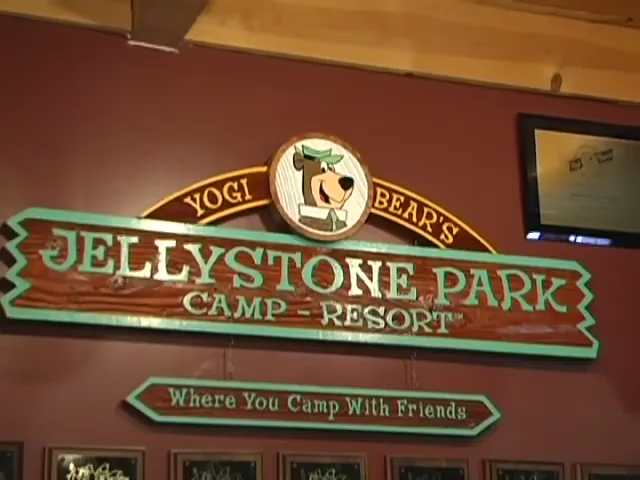 YOGI BEAR'S
JELLYSTONE PARK
CAMP - RESORT™
Where You Camp With Friends